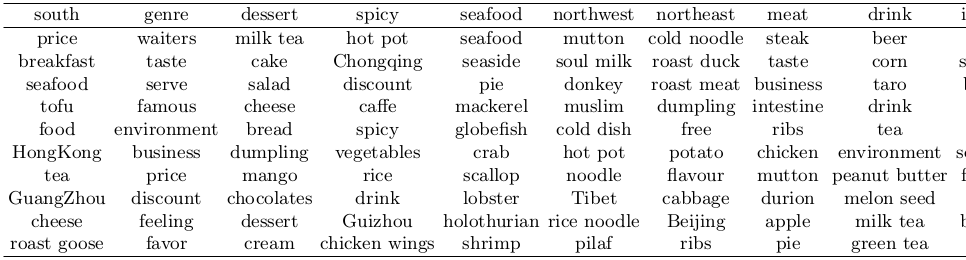 south genre dessert spicy seafood northwest northeast meat drink
price waiters milk tea hot pot seafood mutton cold noodle steak beer
breakfast taste cake Chongqing seaside soul milk roast duck taste corn
seafood serve salad discount pie donkey roast meat business taro
tofu famous cheese caffe mackerel muslim dumpling intestine drink
food environment bread spicy globefish cold dish free ribs tea
HongKong business dumpling vegetables crab hot pot potato chicken environment
tea price mango rice scallop noodle flavour mutton peanut butter
GuangZhou discount chocolates drink lobster Tibet cabbage durion melon seed
cheese feeling dessert Guizhou holothurian rice noodle Beijing apple milk tea
roast goose favor cream chicken wings shrimp pilaf ribs pie green tea